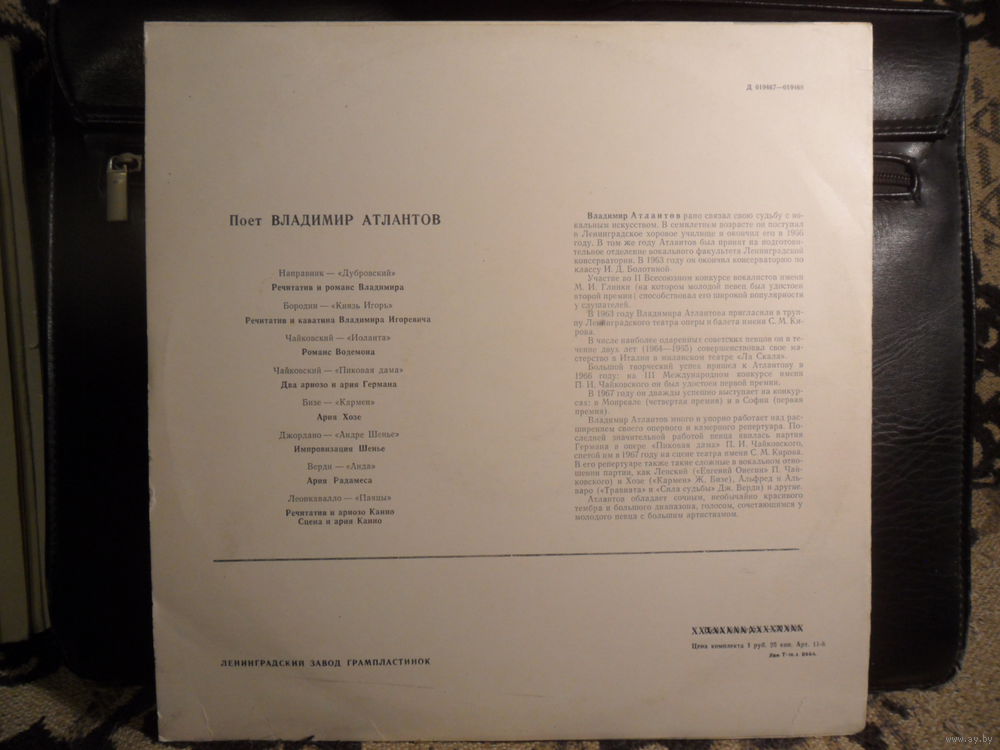 Д 019467—019468
Поет ВЛАДИМИР АТЛАНТОВ
Направник — «Дубровский»
Речитатив и романс Владимира
Бородин — «Князь Игорь»
Речитатив и каватина Владимира Игоревича
Чайковский — «Иоланта»
Романс Водемона
Чайковский — «Пиковая дама»
Два ариозо и ария Германа
Бизе — «Кармен»
Ария Хозе
Джордано — «Андре Шенье»
Импровизация Шенье
Верди — «Аида»
Ария Радамеса
Леонкавалло — «Паяцы»
Речитатив и ариозо Канио
Сцена и ария Канио
Владимир Атлантов рано связал свою судьбу с во-
кальным искусством. В семилетнем возрасте он поступил
в Ленинградское хоровое училище и окончил его в 1956
году. В том же году Атлантов был принят на подготови-
тельное отделение вокального факультета Ленинградской
консерватории. В 1963 году он окончил консерваторию по
классу Н. Д. Болотиной
Участие во II Всесоюзном конкурсе вокалистов имени
М. И. Глинки (на котором молодой певец был удостоен
второй премии) способствовал его широкой популярности
у слушателей.
В 1963 году Владимира Атлантова пригласили в труп-
пу Ленинградского театра оперы и балета имени С. М. Ки-
рова.
В числе наиболее одаренных советских певцов он в те-
чение двух лет (1964—1965) совершенствовал свое ма-
стерство в Италии в миланском театре «Ла Скала».
Большой творческий успех пришел к Атлантову в
1966 году: на III Международном конкурсе имени
П. И. Чайковского он был удостоен первой премии.
В 1967 году он дважды успешно выступает на конкур-
сах: в Монреале (четвертая премия) и в Софии (первая
премия).
Владимир Атлантов много и упорно работает над рас-
ширением своего оперного и камерного репертуара. По-
следней значительной работой певца явилась партия
Германа в опере «Пиковая дама» П. И. Чайковского,
спетой им в 1967 году на сцене театра имени С. М. Кирова.
В его репертуаре также такие сложные в вокальном отно-
шении партии, как Ленский («Евгений Онегин» П. Чай-
ковского) и Хозе («Кармен» Ж. Бизе), Альфред и Аль-
варо («Травиата» и «Сила судьбы» Дж. Верди) и другие.
Атлантов обладает сочным, необычайно красивого
тембра и большого диапазона, голосом, сочетающимся у
молодого певца с большим артистизмом.
Цена комплекта 1 руб. 25 коп. Арт. 11-6
ЛЕНИНГРАДСКИЙ ЗАВОД ГРАМПЛАСТИНОК
www.ay.by